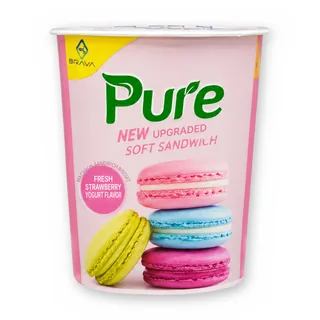 BRAVA
Pure
NEW UPGRADED
SOFT SANDWICH
FRESH
STRAWBERRY
YOGURT FLAVOR